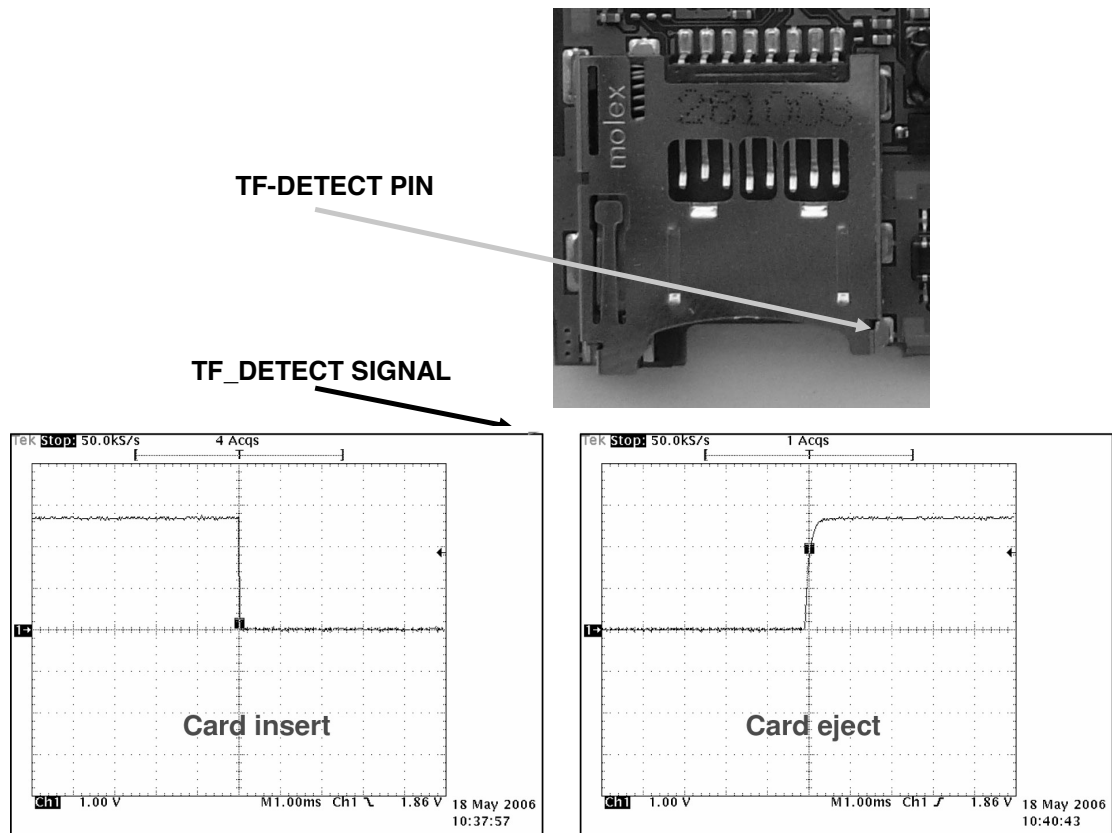 molex
261003
TF-DETECT PIN
TF_DETECT SIGNAL
Tek Stop: 50.0kS/s 4 Acqs
T
T
1→
Card insert
Ch1 1.00 V M1.00ms Ch1 1.86 V
18 May 2006
10:37:57
Tek Stop: 50.0kS/s 1 Acqs
T
T
1→
Card eject
Ch1 1.00 V M1.00ms Ch1 1.86 V
18 May 2006
10:40:43